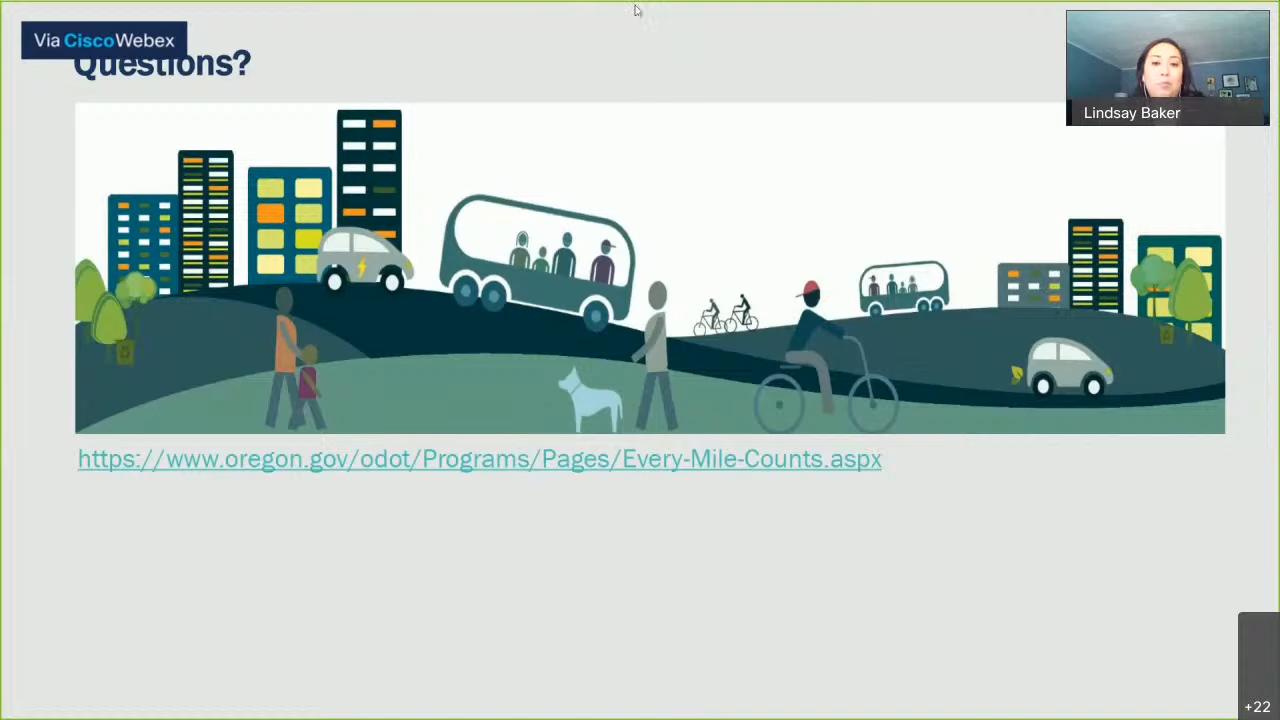 Via CiscoWebex
Questions?
Lindsay Baker
https://www.oregon.gov/odot/Programs/Pages/Every-Mile-Counts.aspx
+22